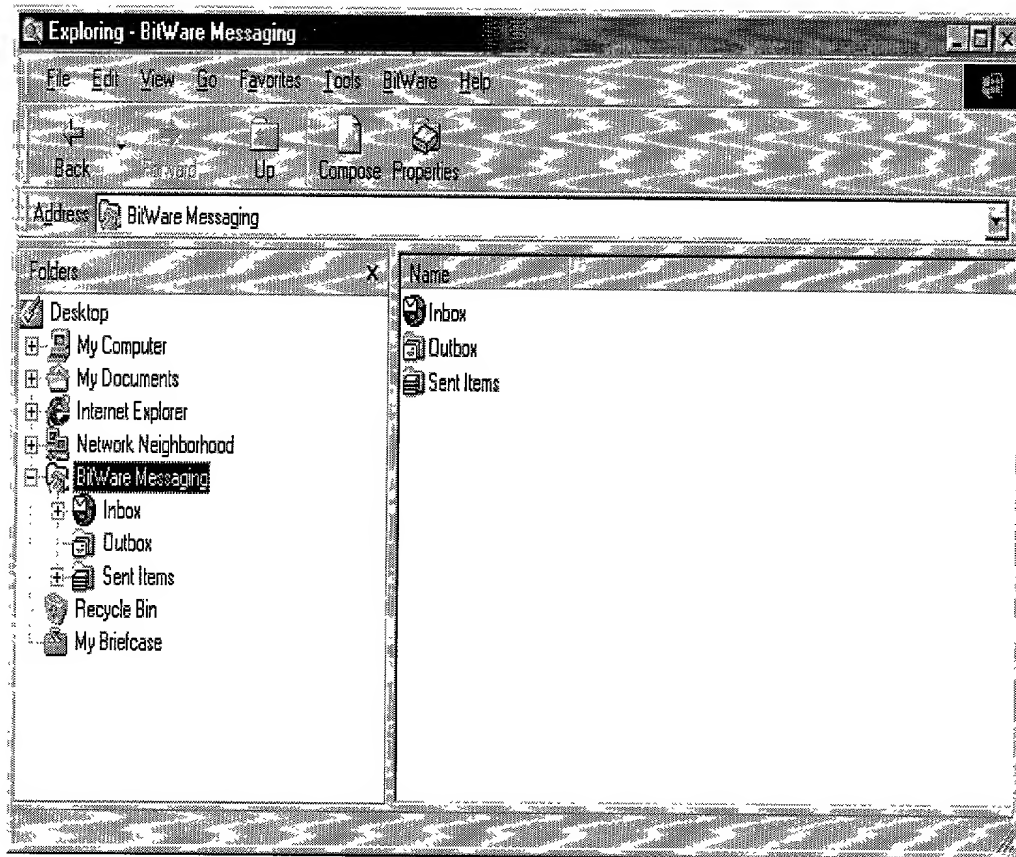 Exploring - BitWare Messaging
File Edit View Go Favorites Tools BitWare Help
Back Forward Up Compose Properties
Address BitWare Messaging
Folders x Name
Desktop
My Computer
My Documents
Internet Explorer
Network Neighborhood
BitWare Messaging
Inbox
Outbox
Sent Items
Recycle Bin
My Briefcase
Inbox
Outbox
Sent Items